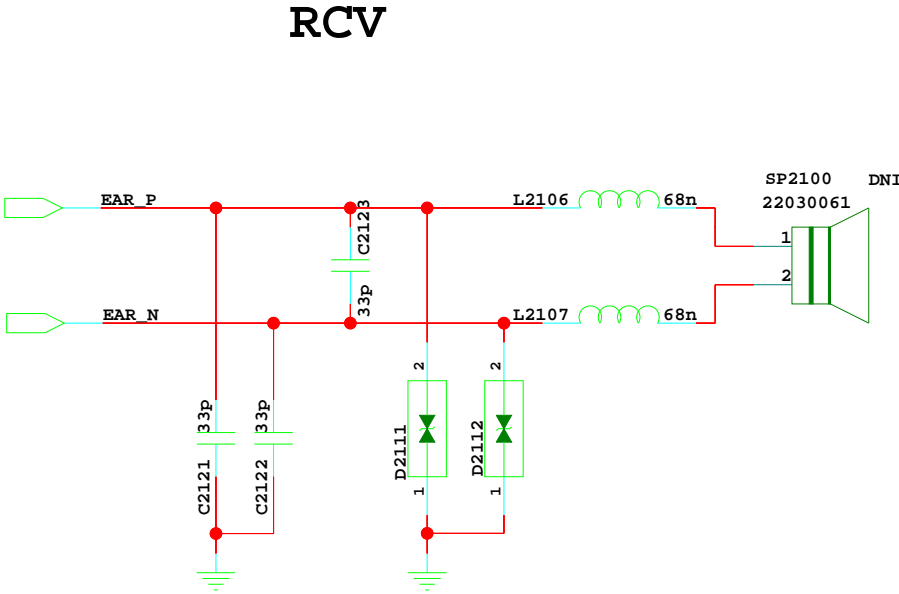 RCV
SP2100 DNI
22030061
EAR_P
C2123
L2106
68n
1
2
33p
EAR_N
L2107
68n
2
2
33p
33p
D2111
D2112
C2121
C2122
1
1